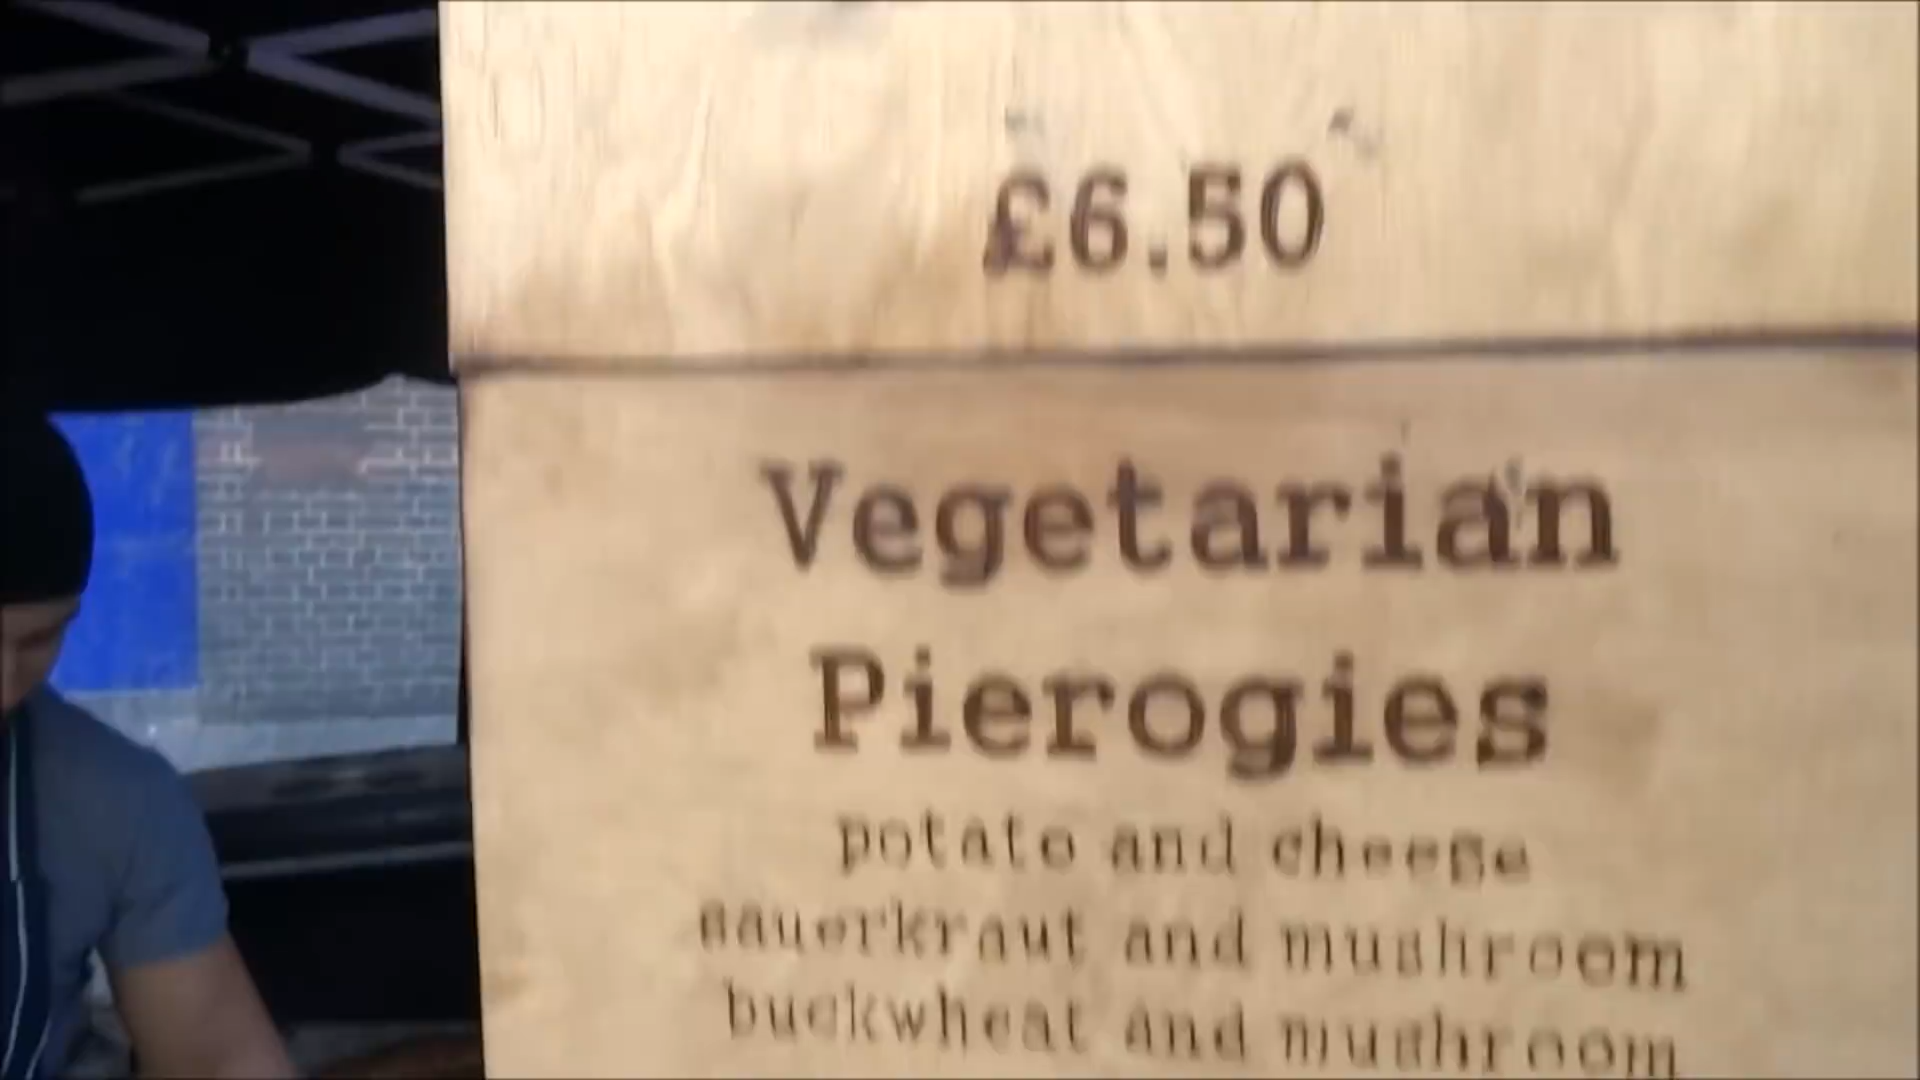 £6.50
Vegetarian
Pierogies
potato and cheese
sauerkraut and mushroom
buckwheat and mushroom